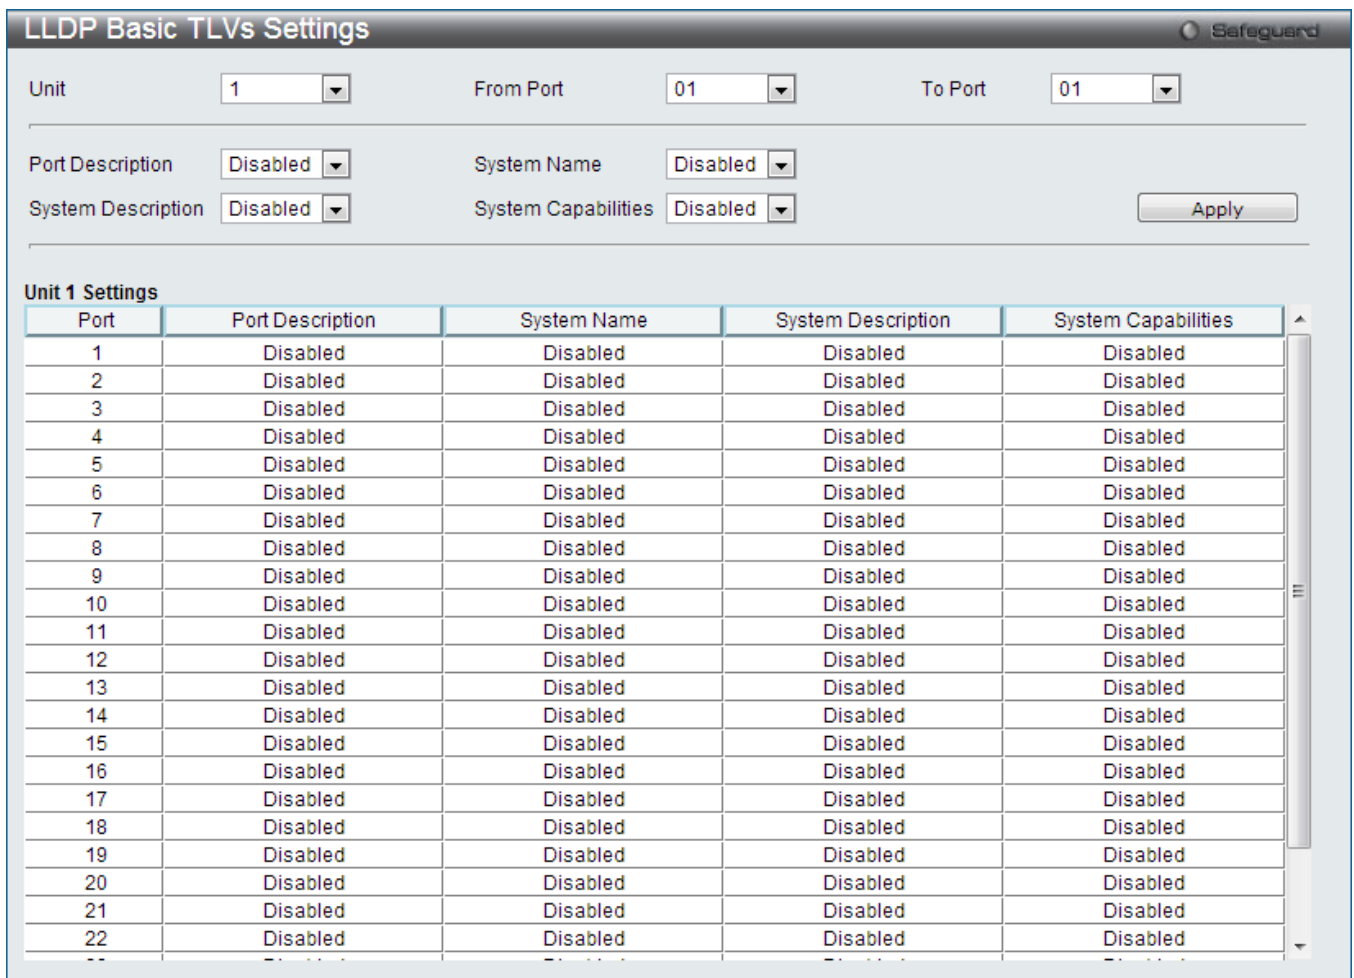 LLDP Basic TLVs Settings Safeguard
Unit 1 From Port 01 To Port 01
Port Description Disabled System Name Disabled
System Description Disabled System Capabilities Disabled Apply
Unit 1 Settings
Port Port Description System Name System Description System Capabilities
1 Disabled Disabled Disabled Disabled
2 Disabled Disabled Disabled Disabled
3 Disabled Disabled Disabled Disabled
4 Disabled Disabled Disabled Disabled
5 Disabled Disabled Disabled Disabled
6 Disabled Disabled Disabled Disabled
7 Disabled Disabled Disabled Disabled
8 Disabled Disabled Disabled Disabled
9 Disabled Disabled Disabled Disabled
10 Disabled Disabled Disabled Disabled
11 Disabled Disabled Disabled Disabled
12 Disabled Disabled Disabled Disabled
13 Disabled Disabled Disabled Disabled
14 Disabled Disabled Disabled Disabled
15 Disabled Disabled Disabled Disabled
16 Disabled Disabled Disabled Disabled
17 Disabled Disabled Disabled Disabled
18 Disabled Disabled Disabled Disabled
19 Disabled Disabled Disabled Disabled
20 Disabled Disabled Disabled Disabled
21 Disabled Disabled Disabled Disabled
22 Disabled Disabled Disabled Disabled